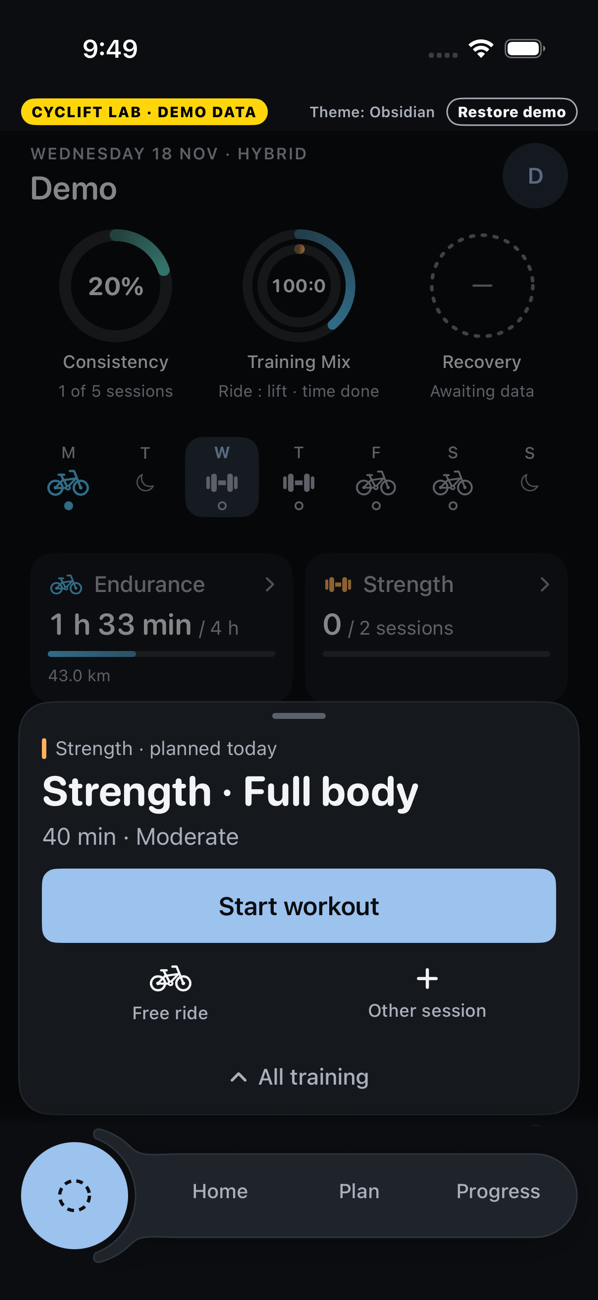 9:49
CYCLIFT LAB · DEMO DATA
Theme: Obsidian
Restore demo
WEDNESDAY 18 NOV · HYBRID
Demo
D
20%
100:0
—
Consistency
Training Mix
Recovery
1 of 5 sessions
Ride : lift · time done
Awaiting data
M T W T F S S
Endurance
1 h 33 min / 4 h
43.0 km
Strength
0 / 2 sessions
Strength · planned today
Strength · Full body
40 min · Moderate
Start workout
Free ride
Other session
All training
Home
Plan
Progress